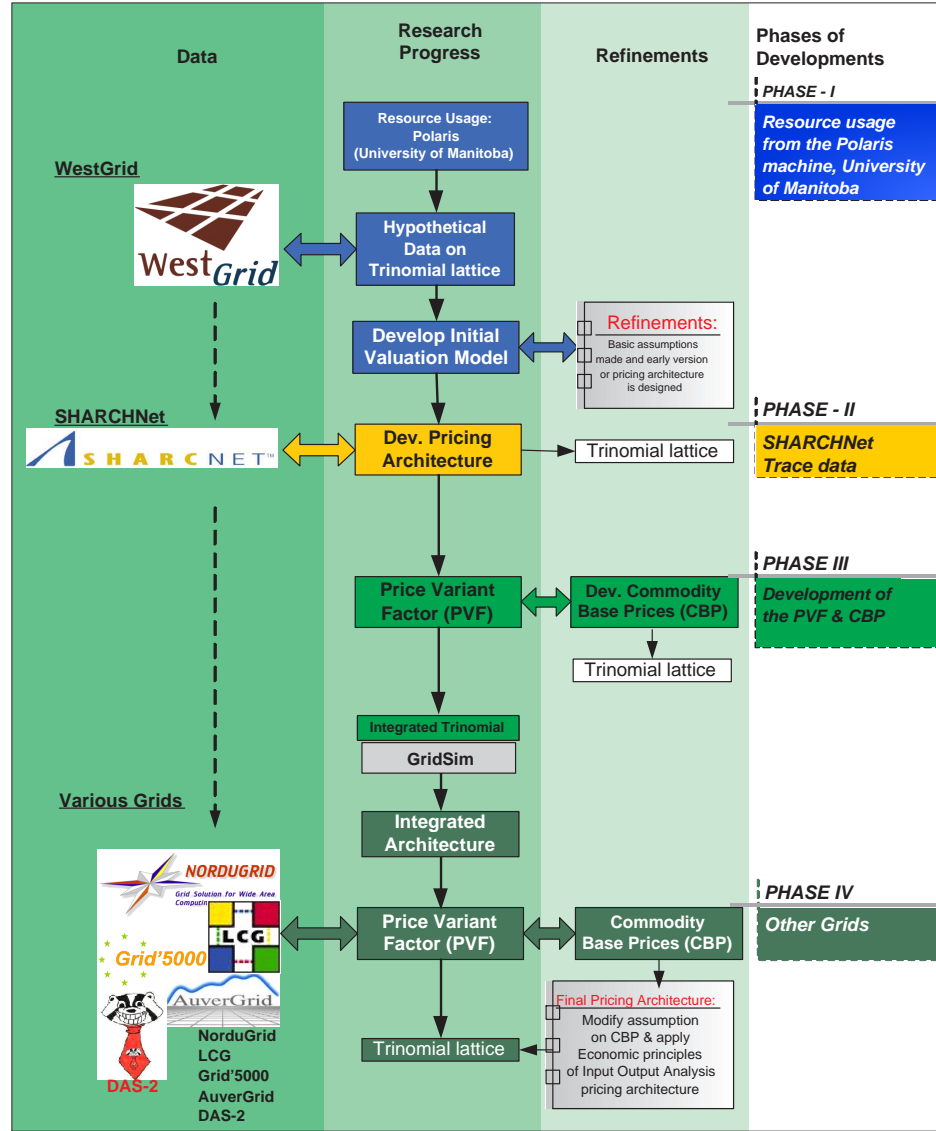 Data
Research
Progress
Refinements
Phases of
Developments
PHASE - I
Resource usage
from the Polaris
machine, University
of Manitoba
Resource Usage:
Polaris
(University of Manitoba)
WestGrid
West Grid
Hypothetical
Data on
Trinomial lattice
Develop Initial
Valuation Model
Refinements:
Basic assumptions
made and early version
or pricing architecture
is designed
PHASE - II
SHARCHNet
Trace data
SHARCHNet
SHARCNET™
Dev. Pricing
Architecture
Trinomial lattice
PHASE III
Development of
the PVF & CBP
Price Variant
Factor (PVF)
Dev. Commodity
Base Prices (CBP)
Trinomial lattice
Integrated Trinomial
GridSim
Various Grids
Integrated
Architecture
PHASE IV
Other Grids
NORDUGRID
Grid Solution for Wide Area
Computin
LCG
Grid'5000
AuverGrid
DAS-2
Price Variant
Factor (PVF)
Commodity
Base Prices (CBP)
Final Pricing Architecture:
Modify assumption
on CBP & apply
Economic principles
of Input Output Analysis
pricing architecture
Trinomial lattice
NorduGrid
LCG
Grid'5000
AuverGrid
DAS-2